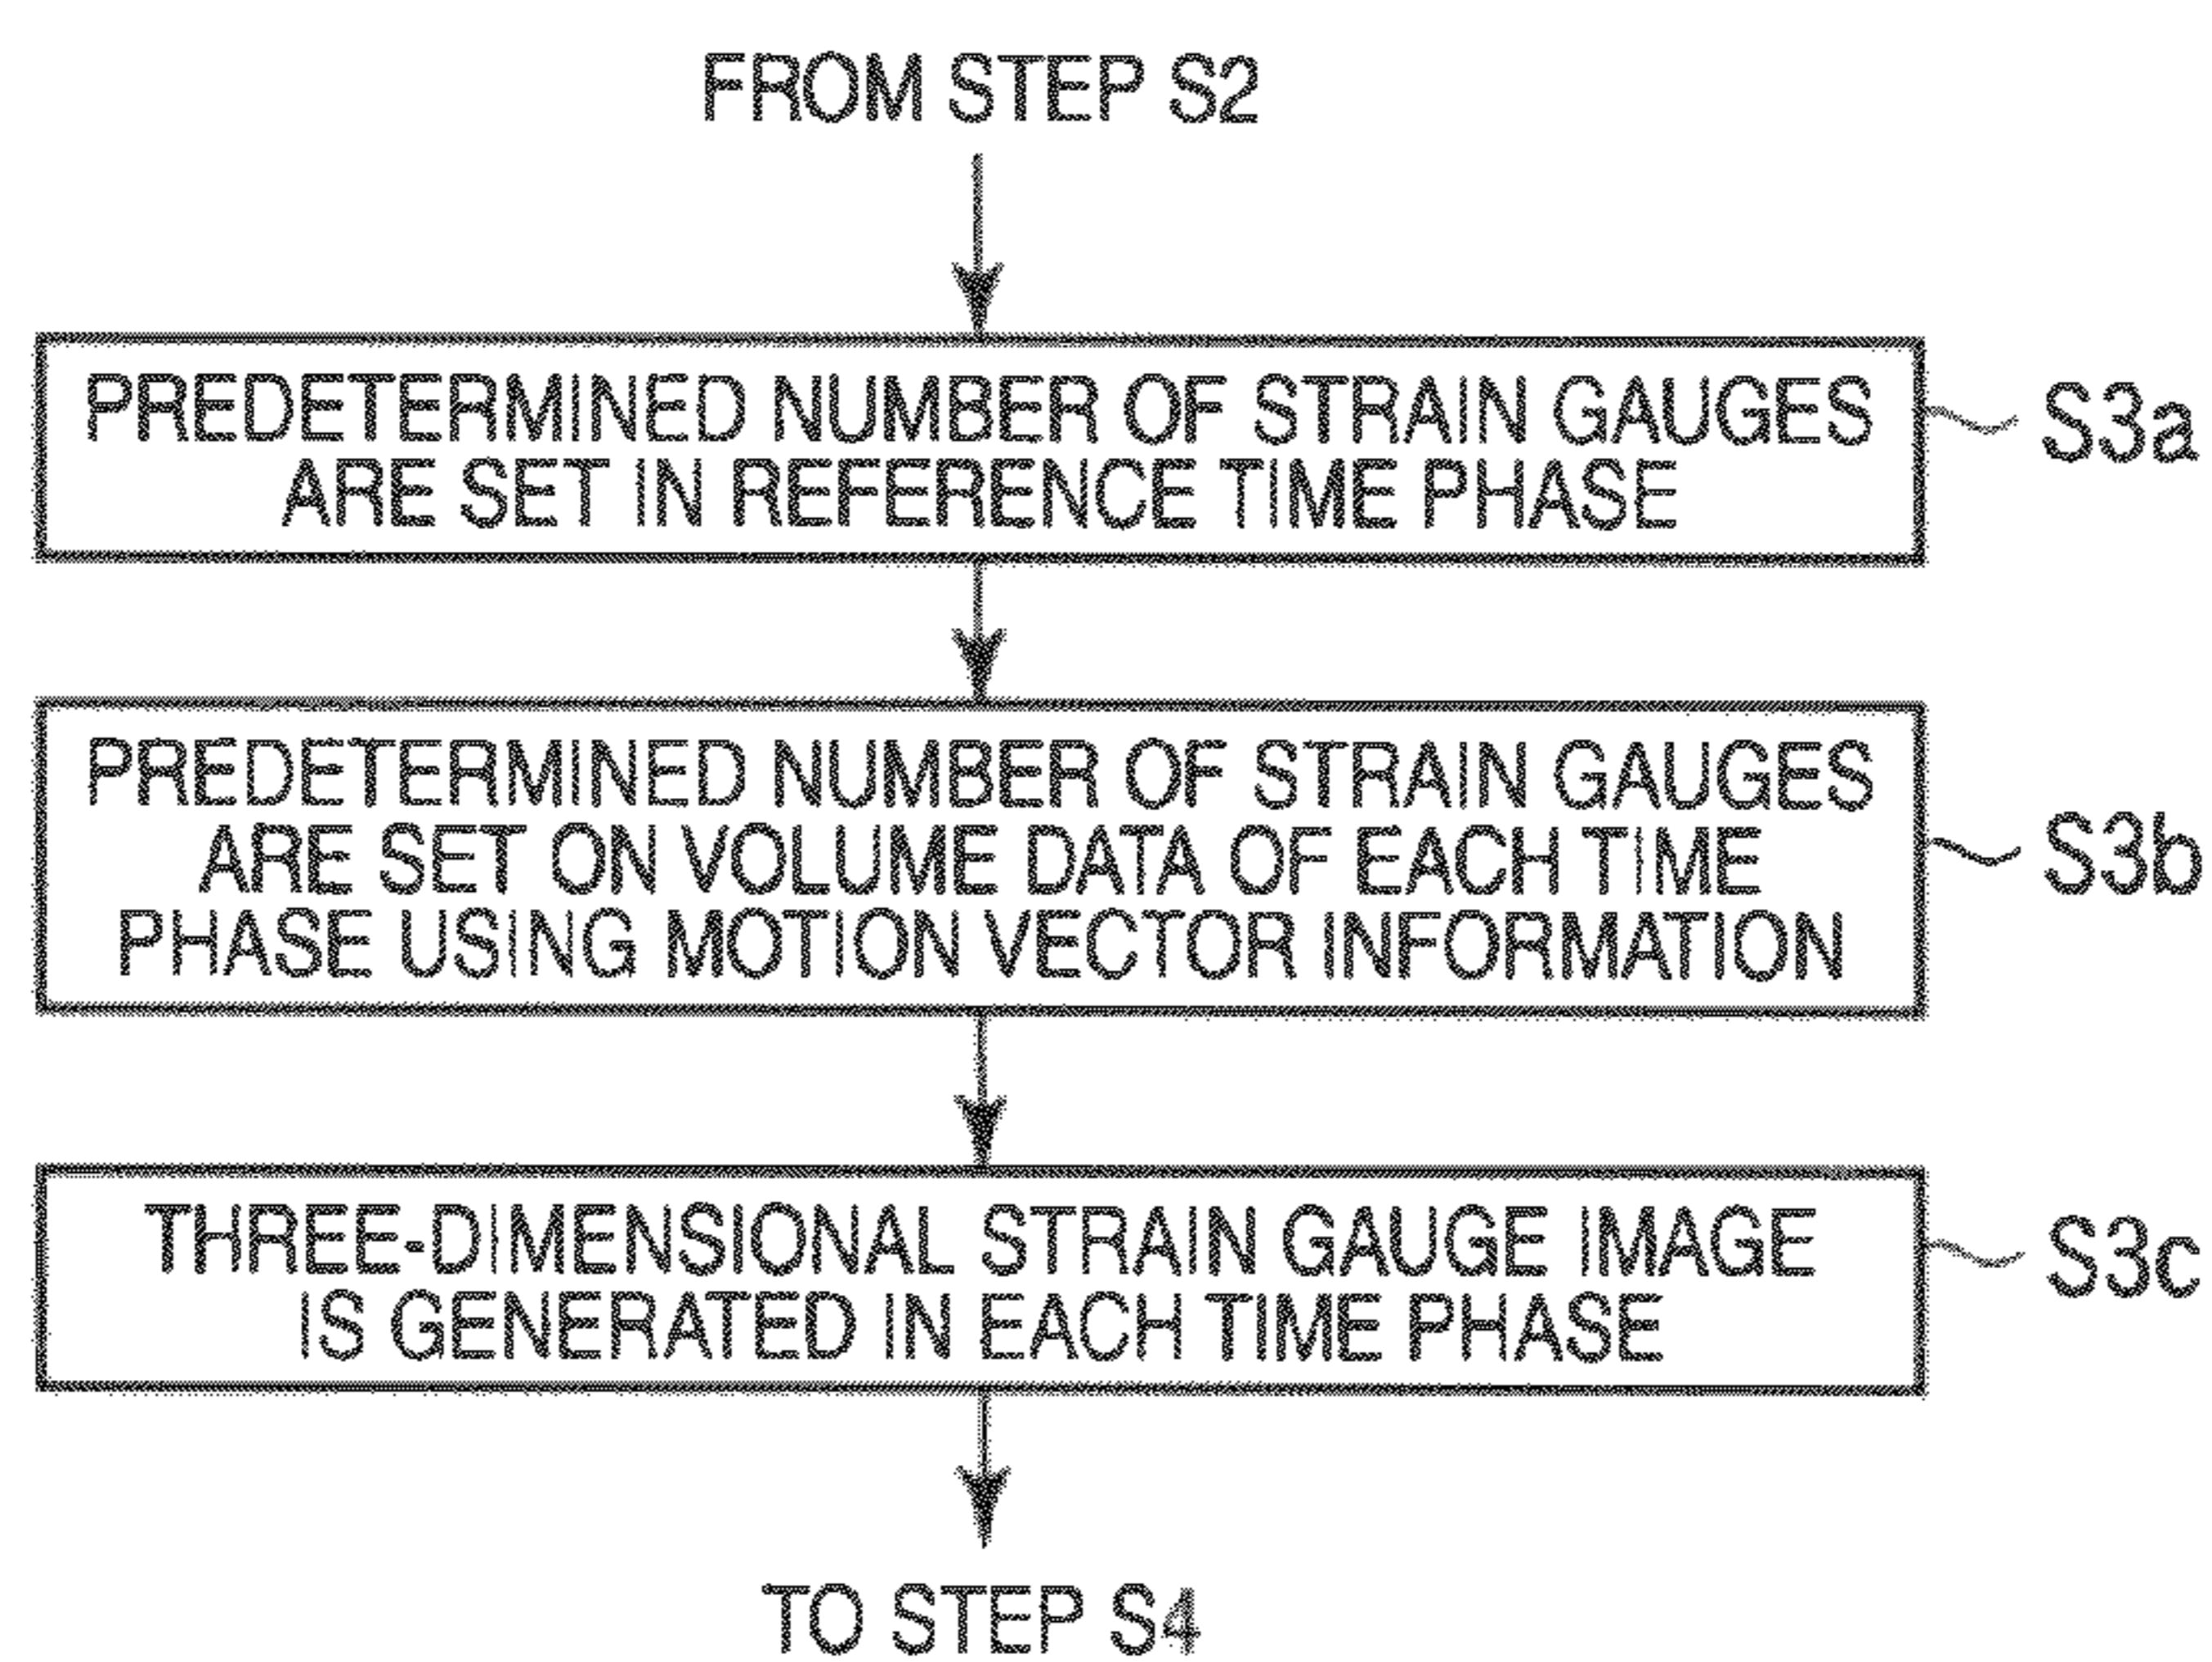 FROM STEP S2
PREDETERMINED NUMBER OF STRAIN GAUGES
ARE SET IN REFERENCE TIME PHASE
S3a
PREDETERMINED NUMBER OF STRAIN GAUGES
ARE SET ON VOLUME DATA OF EACH TIME
PHASE USING MOTION VECTOR INFORMATION
S3b
THREE-DIMENSIONAL STRAIN GAUGE IMAGE
IS GENERATED IN EACH TIME PHASE
S3c
TO STEP S4